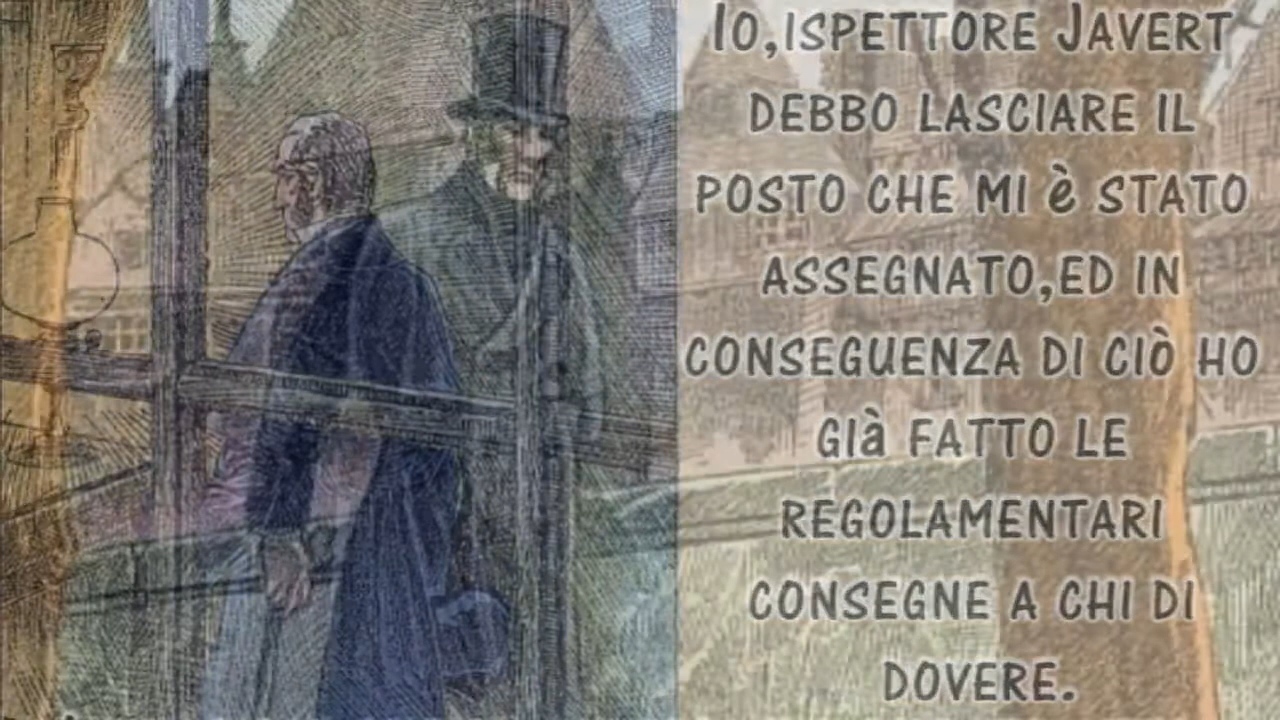 Io,ISPETTORE JAVERT
DEBBO LASCIARE IL
POSTO CHE MI è STATO
ASSEGNATO,ED IN
CONSEGUENZA DI CIÒ HO
GIà FATTO LE
REGOLAMENTARI
CONSEGNE A CHI DI
DOVERE.